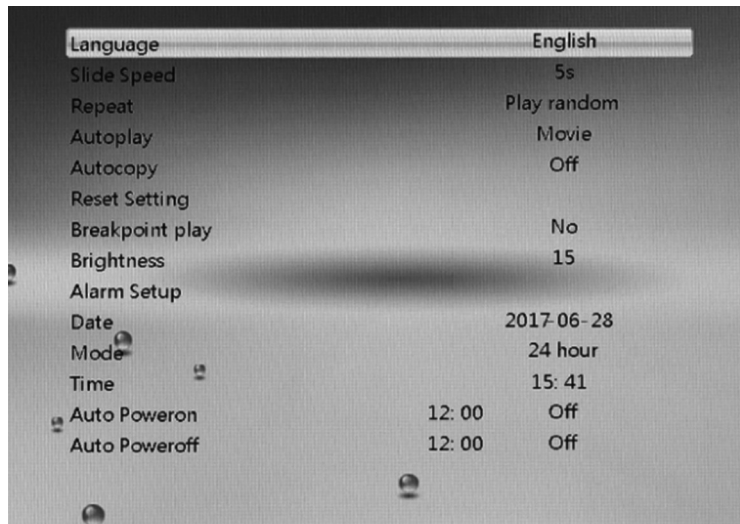 Language English
Slide Speed 5s
Repeat Play random
Autoplay Movie
Autocopy Off
Reset Setting
Breakpoint play No
Brightness 15
Alarm Setup
Date 2017-06-28
Mode 24 hour
Time 15:41
Auto Poweron 12:00 Off
Auto Poweroff 12:00 Off